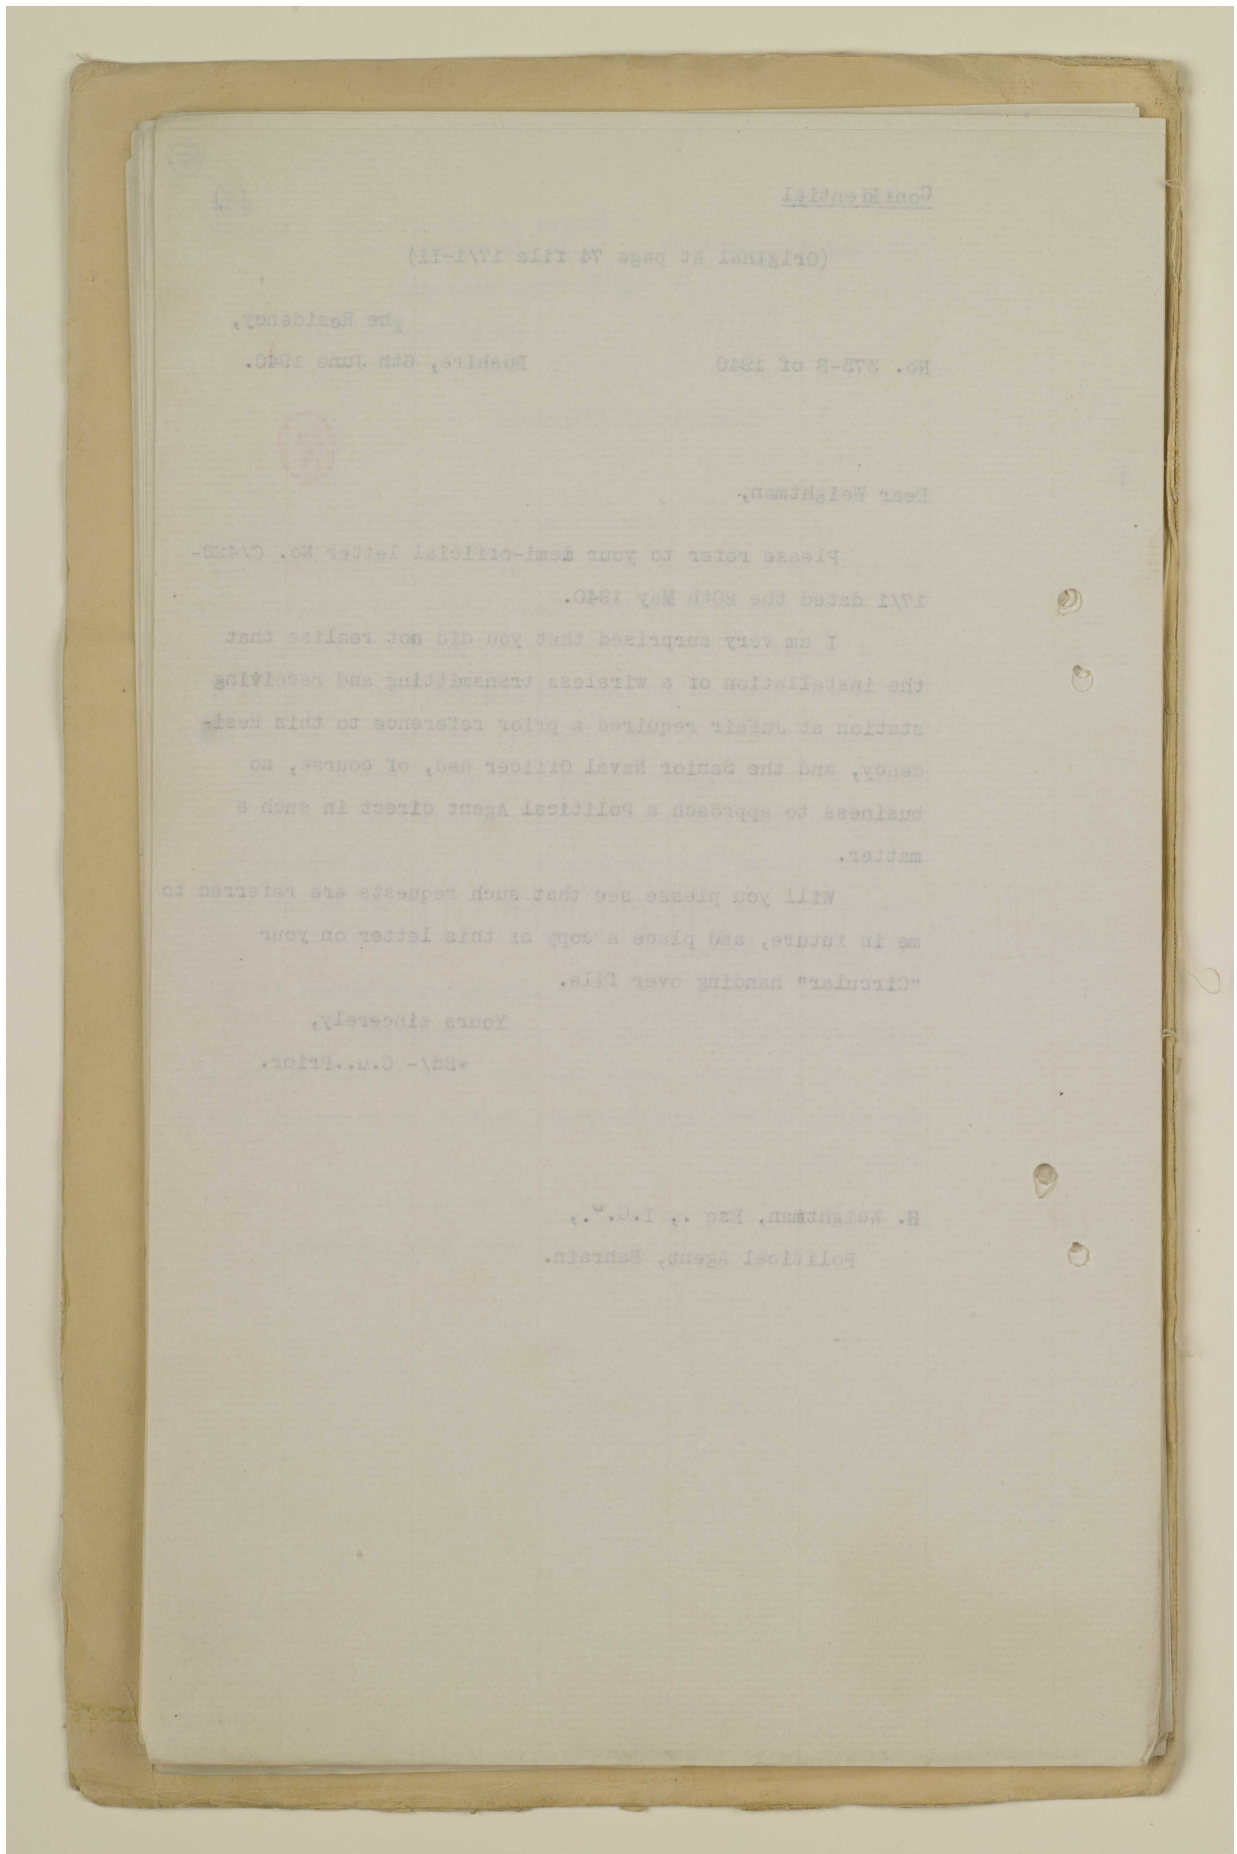 Confidential
(Original at page 74 file 17/1-II)
The Residency,
No. 375-S of 1940 Bushire, 8th June 1940.
Dear Weightman,
Please refer to your demi-official letter No.
17/1 dated the 20th May 1940.
I am very surprised that you did not realise that
the installation of a wireless transmitting and receiving
station at Jufair required a prior reference to this Resi-
dency, and the Senior Naval Officer had, of course, no
business to approach a Political Agent direct in such a
matter.
Will you please see that such requests are referred to
me in future, and place a copy of this letter on your
"Circular" handing over file.
Yours sincerely,
Sd/- Prior.
H. Weightman, Esq ., I.C.S.,
Political Agent, Bahrain.